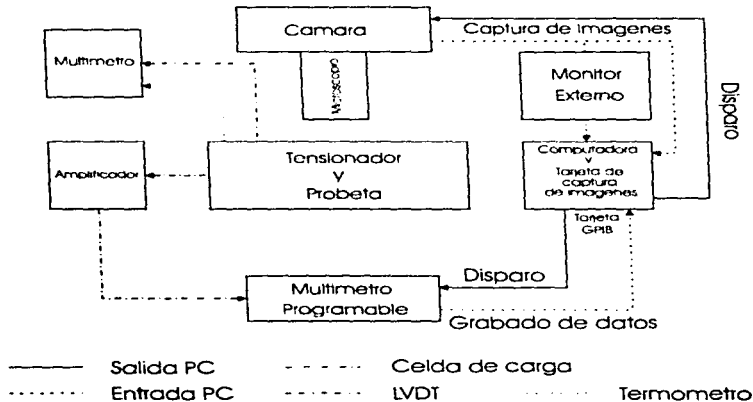 Camara
Captura de Imagenes
Multimetro
Microscopio
Monitor
Externo
Disparo
Amplificador
Tensionador
y
Probeta
Computadora
y
Tarjeta de
captura
de imagenes
Tarjeta
GPIB
Disparo
Multimetro
Programable
Grabado de datos
Salida PC
Celda de carga
Entrada PC
LVDT
Termometro